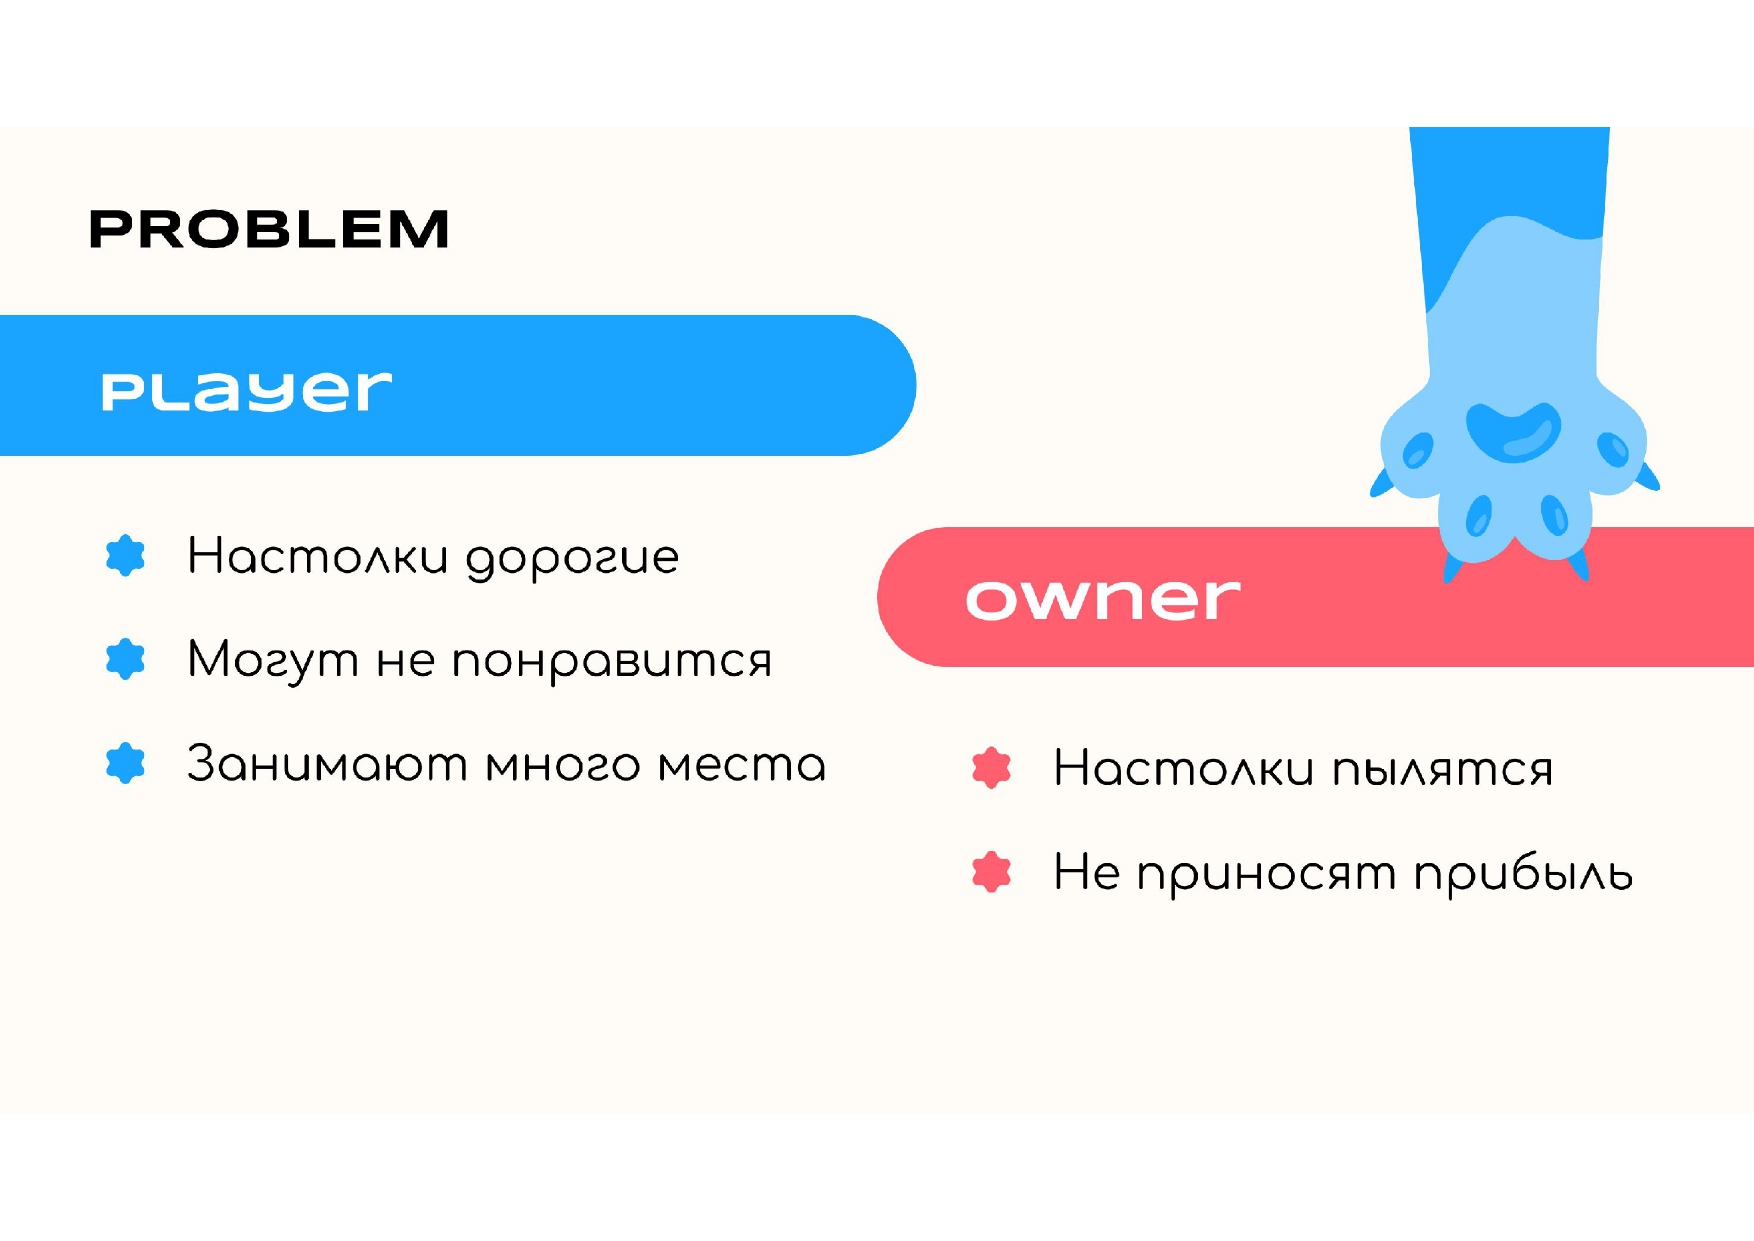 PROBLEM
PLayer
Настолки дорогие
Могут не понравится
Занимают много места
owner
Настолки пылятся
Не приносят прибыль